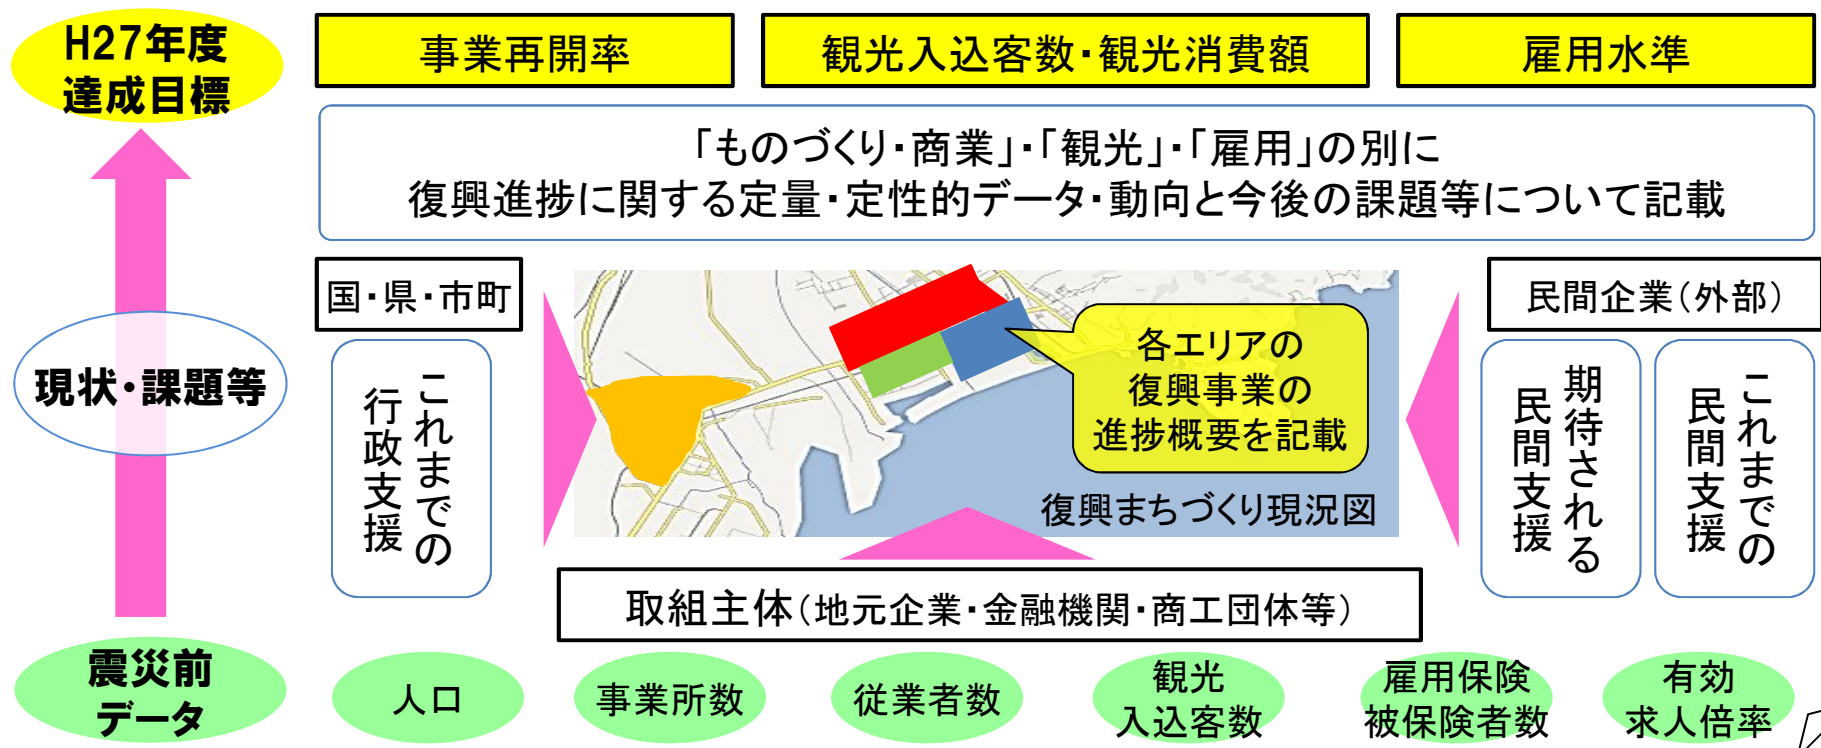 H27年度
達成目標
事業再開率
観光入込客数・観光消費額
雇用水準
「ものづくり・商業」・「観光」・「雇用」の別に
復興進捗に関する定量・定性的データ・動向と今後の課題等について記載
現状・課題等
国・県・市町
これまでの
行政支援
各エリアの
復興事業の
進捗概要を記載
復興まちづくり現況図
民間企業（外部）
これまでの
民間支援
期待される
民間支援
取組主体（地元企業・金融機関・商工団体等）
震災前
データ
人口
事業所数
従業者数
観光
入込客数
雇用保険
被保険者数
有効
求人倍率